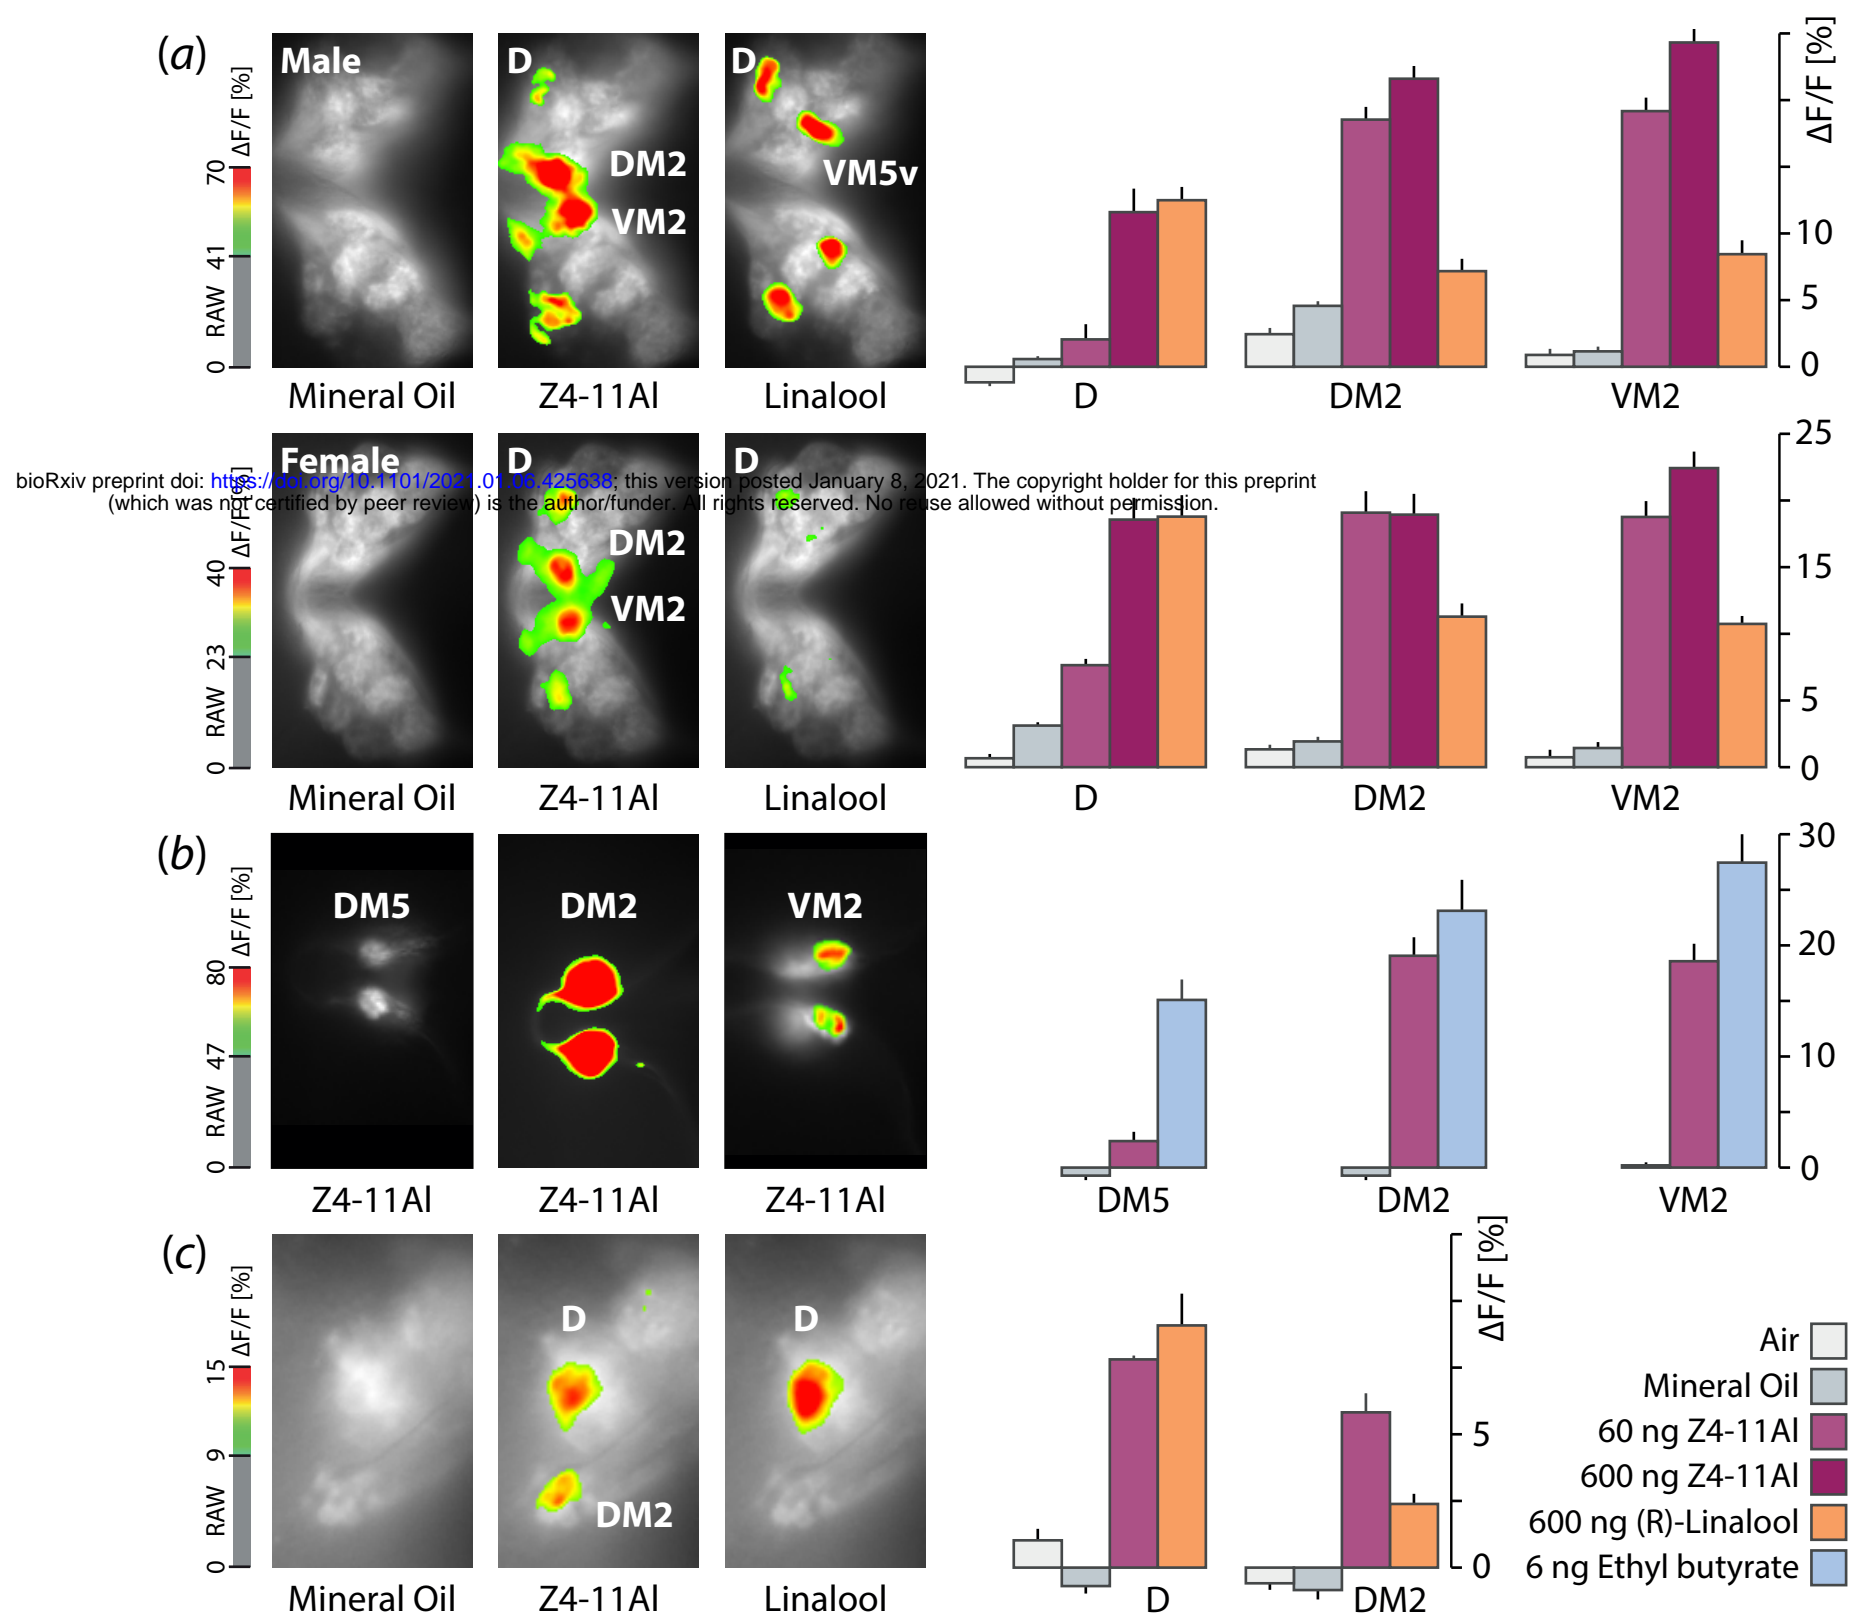 (a)
Male
D
D
DM2
VM2
VM5v
ΔF/F [%]
70
41
RAW
0
Mineral Oil
Z4-11Al
Linalool
D
DM2
VM2
ΔF/F [%]
10
5
0
Female
D
D
DM2
VM2
bioRxiv preprint doi: https://doi.org/10.1101/2021.01.06.425638; this version posted January 8, 2021. The copyright holder for this preprint
(which was not certified by peer review) is the author/funder. All rights reserved. No reuse allowed without permission.
ΔF/F [%]
40
23
RAW
0
Mineral Oil
Z4-11Al
Linalool
D
DM2
VM2
25
15
5
0
(b)
DM5
DM2
VM2
ΔF/F [%]
80
47
RAW
0
Z4-11Al
Z4-11Al
Z4-11Al
DM5
DM2
VM2
30
20
10
0
(c)
D
D
DM2
ΔF/F [%]
15
9
RAW
0
Mineral Oil
Z4-11Al
Linalool
D
DM2
ΔF/F [%]
5
0
Air
Mineral Oil
60 ng Z4-11Al
600 ng Z4-11Al
600 ng (R)-Linalool
6 ng Ethyl butyrate